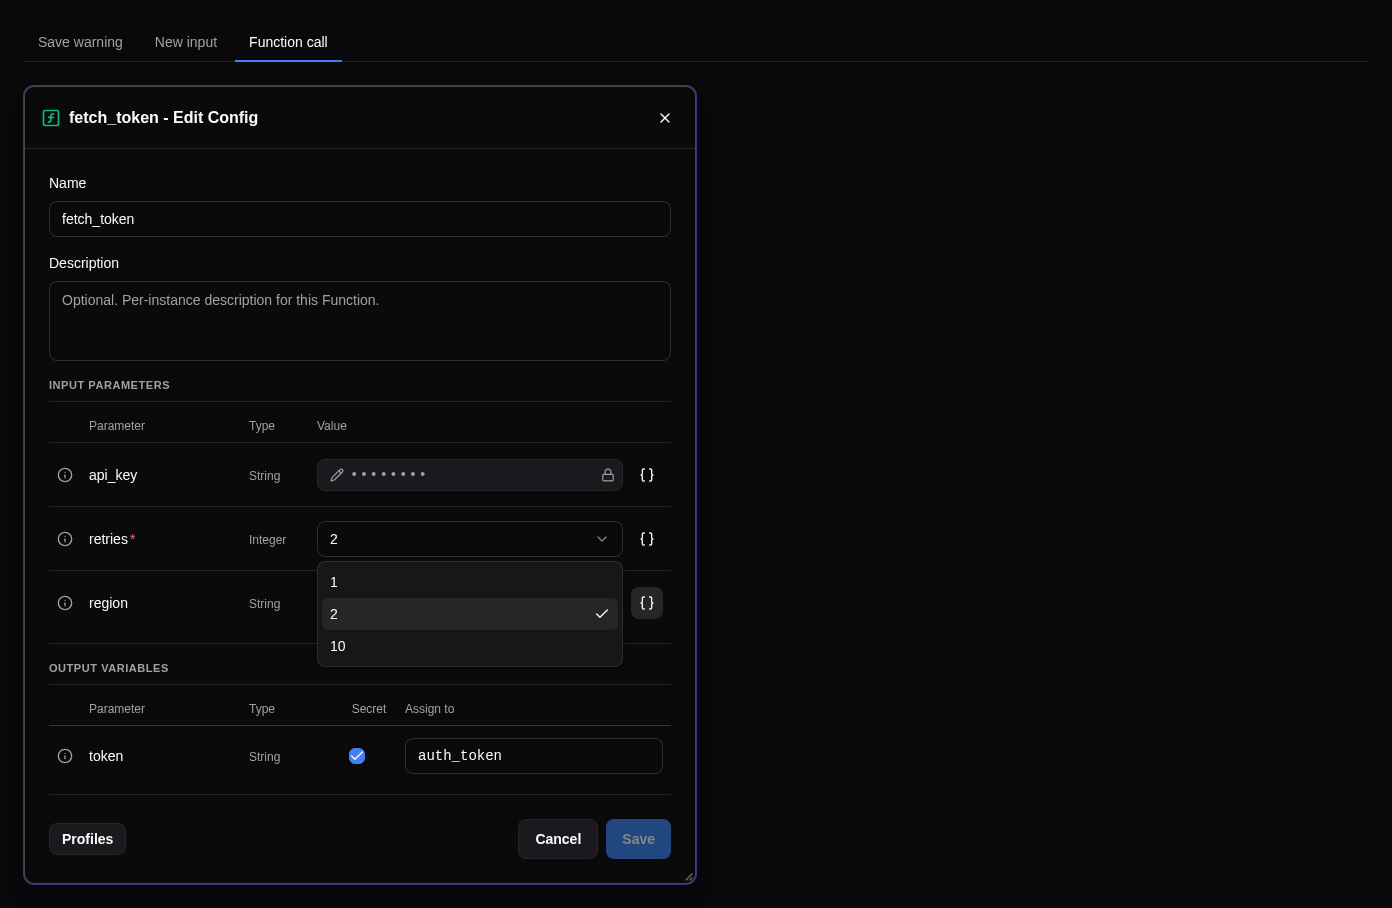 Save warning New input Function call
fetch_token - Edit Config
Name
fetch_token
Description
Optional. Per-instance description for this Function.
INPUT PARAMETERS
Parameter Type Value
api_key String ••••••••
retries* Integer 2
1
region String
2
10
OUTPUT VARIABLES
Parameter Type Secret Assign to
token String auth_token
Profiles Cancel Save